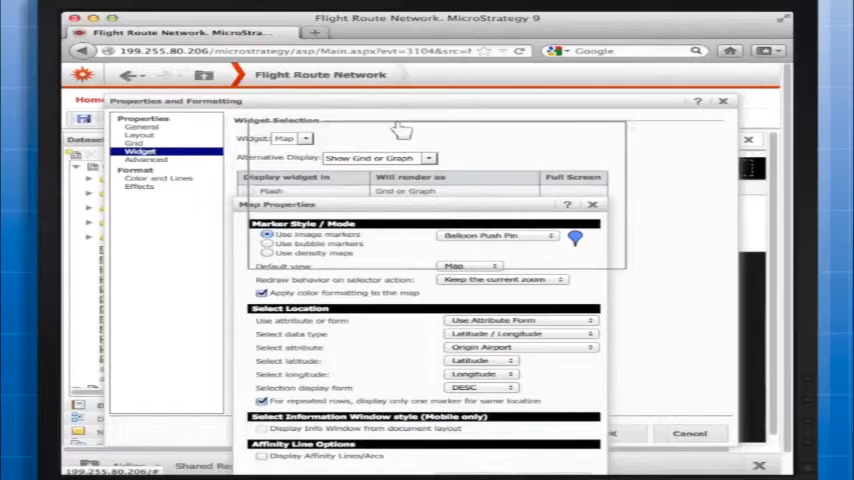 Flight Route Network. MicroStrategy 9
Flight Route Network. MicroStra...
199.255.80.206/microstrategy/asp/Main.aspx?evt=3104&src=
Google
Flight Route Network
Home
Properties and Formatting ? X
Properties
General
Layout
Grid
Widget
Advanced
Format
Color and Lines
Effects
Widget Selection
Widget: Map
Alternative Display: Show Grid or Graph
Display widget in Will render as Full Screen
Flash Grid or Graph
Map Properties ? X
Marker Style / Mode
Use image markers Balloon Push Pin
Use bubble markers
Use density maps
Default view Map
Redraw behavior on selector action: Keep the current zoom
Apply color formatting to the map
Select Location
Use attribute or form Use Attribute Form
Select data type Latitude / Longitude
Select attribute Origin Airport
Select latitude: Latitude
Select longitude: Longitude
Selection display form DESC
For repeated rows, display only one marker for same location
Select Information Window style (Mobile only)
Display Info Window from document layout
Affinity Line Options
Display Affinity Lines/Arcs
Cancel
Shared Re
199.255.80.206/#